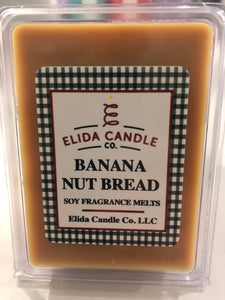 ELIDA CANDLE
CO.
BANANA
NUT BREAD
SOY FRAGRANCE MELTS
Elida Candle Co. LLC